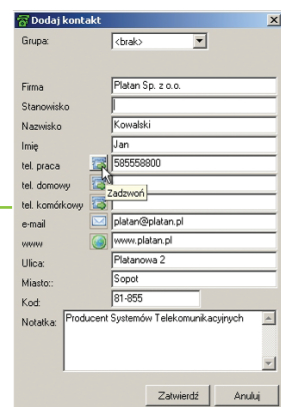 Dodaj kontakt
Grupa: <brak>
Firma Platan Sp. z o.o.
Stanowisko
Nazwisko Kowalski
Imię Jan
tel. praca 585558800
tel. domowy
Zadzwoń
tel. komórkowy
e-mail platan@platan.pl
www www.platan.pl
Ulica: Platanowa 2
Miasto:: Sopot
Kod: 81-855
Notatka: Producent Systemów Telekomunikacyjnych
Zatwierdź Anuluj